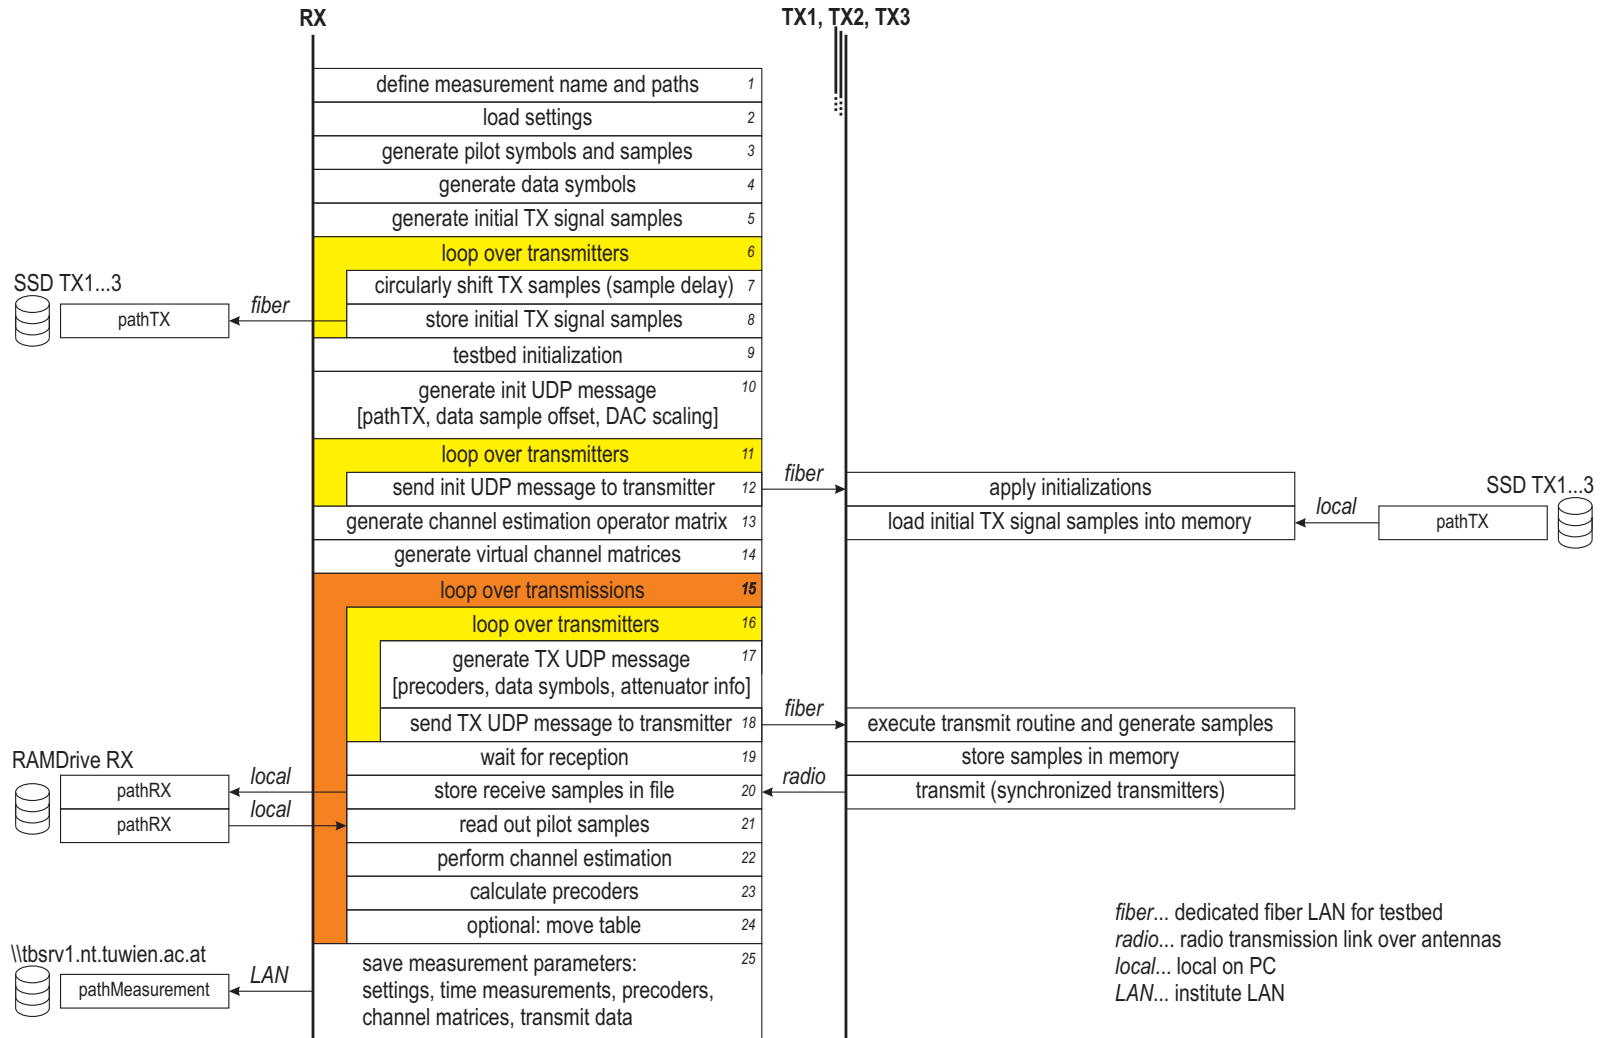 RX
TX1, TX2, TX3
define measurement name and paths 1
load settings 2
generate pilot symbols and samples 3
generate data symbols 4
generate initial TX signal samples 5
loop over transmitters 6
SSD TX1...3
circularly shift TX samples (sample delay) 7
pathTX
fiber
store initial TX signal samples 8
testbed initialization 9
generate init UDP message 10
[pathTX, data sample offset, DAC scaling]
loop over transmitters 11
send init UDP message to transmitter 12
fiber
apply initializations
SSD TX1...3
generate channel estimation operator matrix 13
load initial TX signal samples into memory
local
pathTX
generate virtual channel matrices 14
loop over transmissions 15
loop over transmitters 16
generate TX UDP message 17
[precoders, data symbols, attenuator info]
send TX UDP message to transmitter 18
fiber
execute transmit routine and generate samples
RAMDrive RX
wait for reception 19
store samples in memory
pathRX
local
store receive samples in file 20
radio
transmit (synchronized transmitters)
pathRX
local
read out pilot samples 21
perform channel estimation 22
calculate precoders 23
optional: move table 24
\\tbsrv1.nt.tuwien.ac.at
pathMeasurement
LAN
save measurement parameters: 25
settings, time measurements, precoders,
channel matrices, transmit data
fiber... dedicated fiber LAN for testbed
radio... radio transmission link over antennas
local... local on PC
LAN... institute LAN